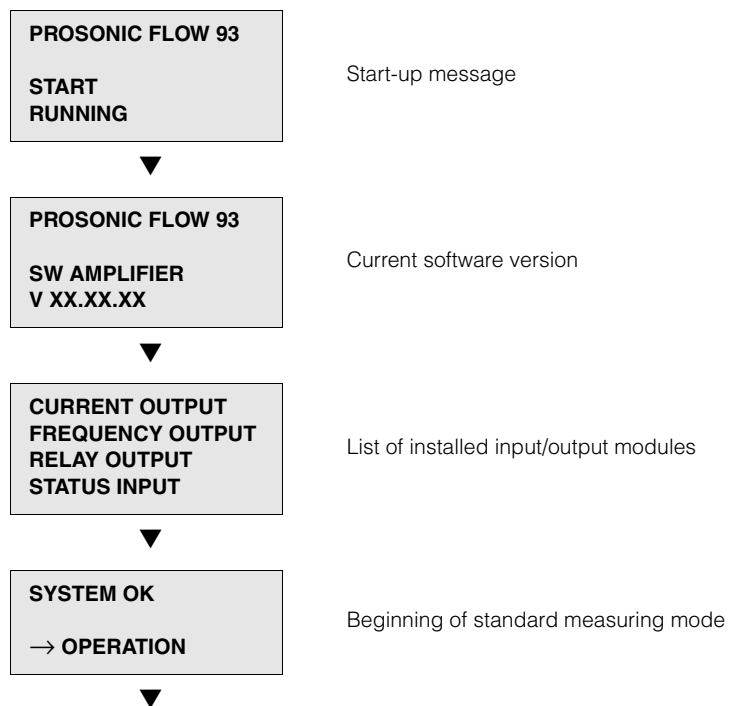 PROSONIC FLOW 93
START
RUNNING
Start-up message
PROSONIC FLOW 93
SW AMPLIFIER
V XX.XX.XX
Current software version
CURRENT OUTPUT
FREQUENCY OUTPUT
RELAY OUTPUT
STATUS INPUT
List of installed input/output modules
SYSTEM OK
→ OPERATION
Beginning of standard measuring mode